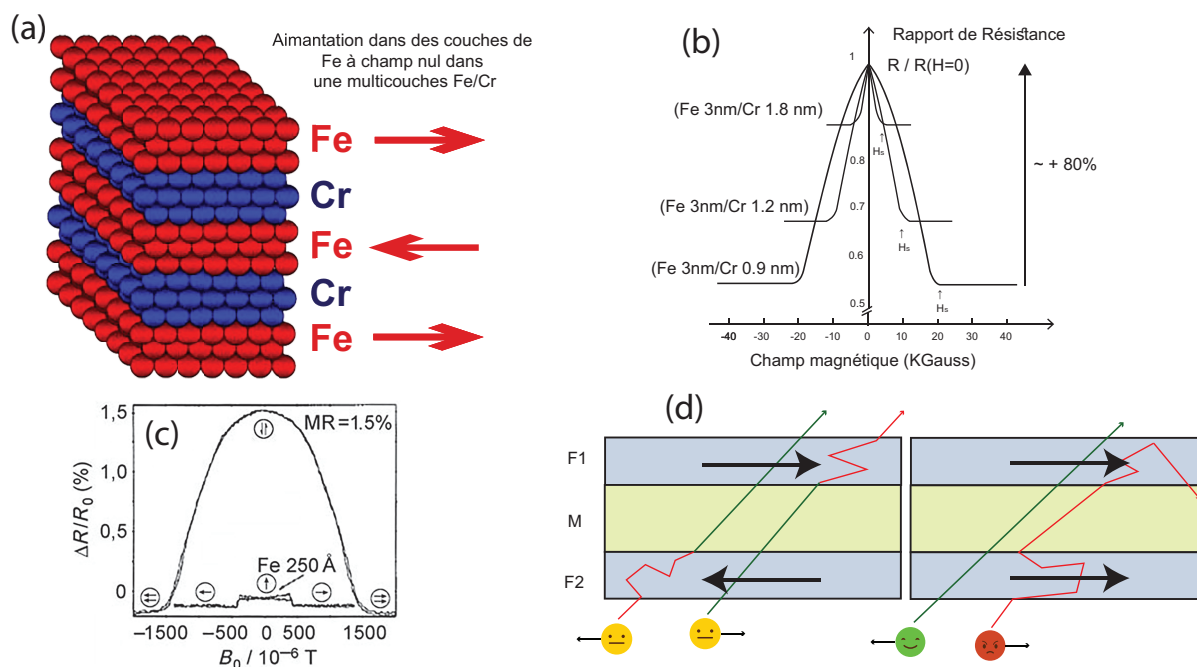 (a)
Aimantation dans des couches de
Fe à champ nul dans
une multicouches Fe/Cr
Fe
Cr
Fe
Cr
Fe
(b)
Rapport de Résistance
R / R(H=0)
1
(Fe 3nm/Cr 1.8 nm)
Hs
0.8
~ + 80%
0.7
(Fe 3nm/Cr 1.2 nm)
Hs
0.6
(Fe 3nm/Cr 0.9 nm)
Hs
0.5
-40 -30 -20 -10 0 10 20 30 40
Champ magnétique (KGauss)
(c)
MR=1.5%
1,5
1,0
0,5
0
ΔR/R0 (%)
Fe 250 Å
-1500 -500 0 500 1500
B0 / 10-6 T
(d)
F1
M
F2